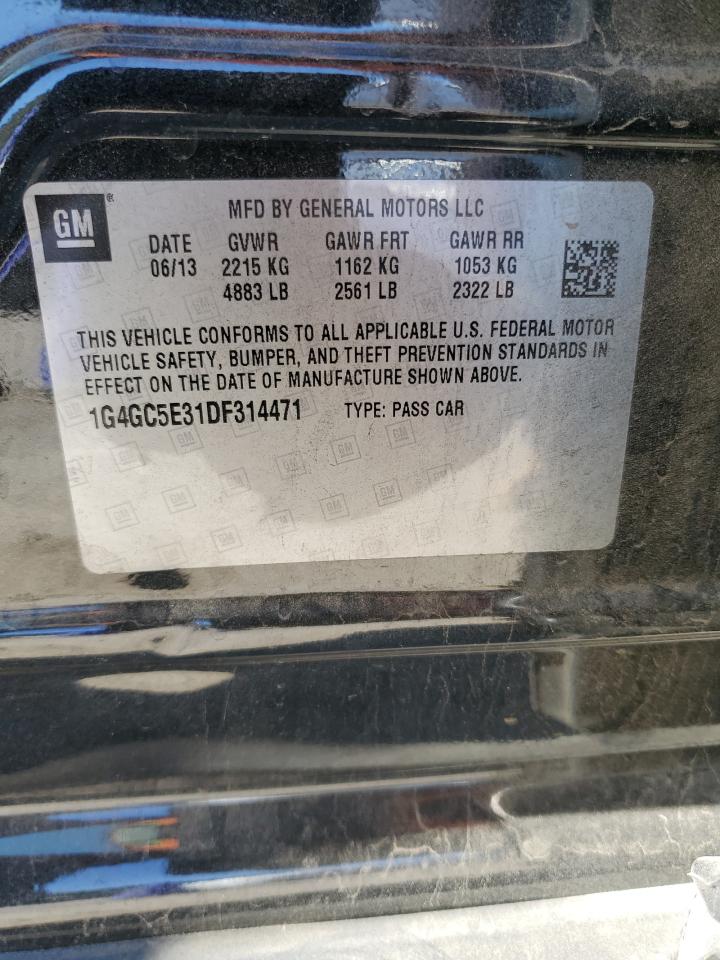 GM ®
MFD BY GENERAL MOTORS LLC
DATE GVWR GAWR FRT GAWR RR
06/13 2215 KG 1162 KG 1053 KG
4883 LB 2561 LB 2322 LB
THIS VEHICLE CONFORMS TO ALL APPLICABLE U.S. FEDERAL MOTOR
VEHICLE SAFETY, BUMPER, AND THEFT PREVENTION STANDARDS IN
EFFECT ON THE DATE OF MANUFACTURE SHOWN ABOVE.
1G4GC5E31DF314471 TYPE: PASS CAR